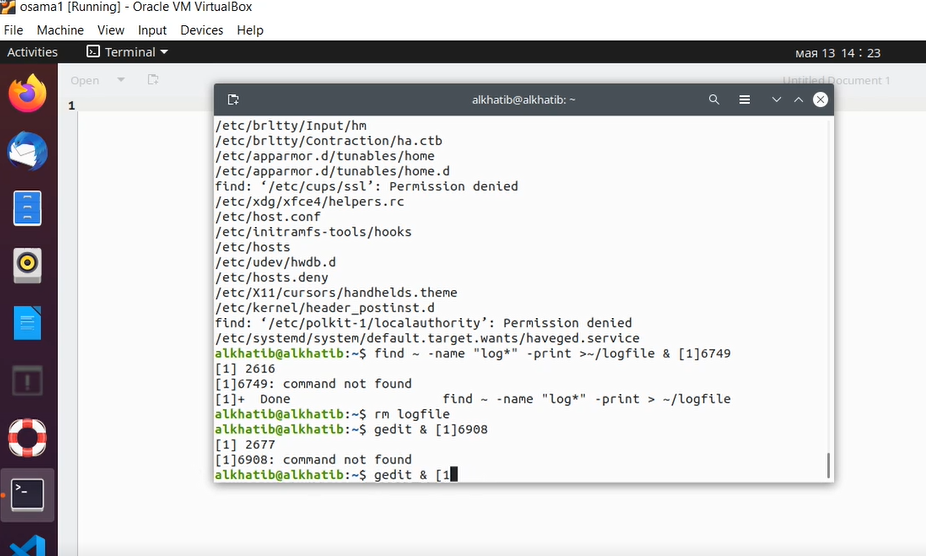 osama1 [Running] - Oracle VM VirtualBox
File Machine View Input Devices Help
Activities Terminal мая 13 14:23
Open Untitled Document 1
1
alkhatib@alkhatib: ~
/etc/brltty/Input/hm
/etc/brltty/Contraction/ha.ctb
/etc/apparmor.d/tunables/home
/etc/apparmor.d/tunables/home.d
find: ‘/etc/cups/ssl’: Permission denied
/etc/xdg/xfce4/helpers.rc
/etc/host.conf
/etc/initramfs-tools/hooks
/etc/hosts
/etc/udev/hwdb.d
/etc/hosts.deny
/etc/X11/cursors/handhelds.theme
/etc/kernel/header_postinst.d
find: ‘/etc/polkit-1/localauthority’: Permission denied
/etc/systemd/system/default.target.wants/haveged.service
alkhatib@alkhatib:~$ find ~ -name "log*" -print >~/logfile & [1]6749
[1] 2616
[1]6749: command not found
[1]+  Done                    find ~ -name "log*" -print > ~/logfile
alkhatib@alkhatib:~$ rm logfile
alkhatib@alkhatib:~$ gedit & [1]6908
[1] 2677
[1]6908: command not found
alkhatib@alkhatib:~$ gedit & [1